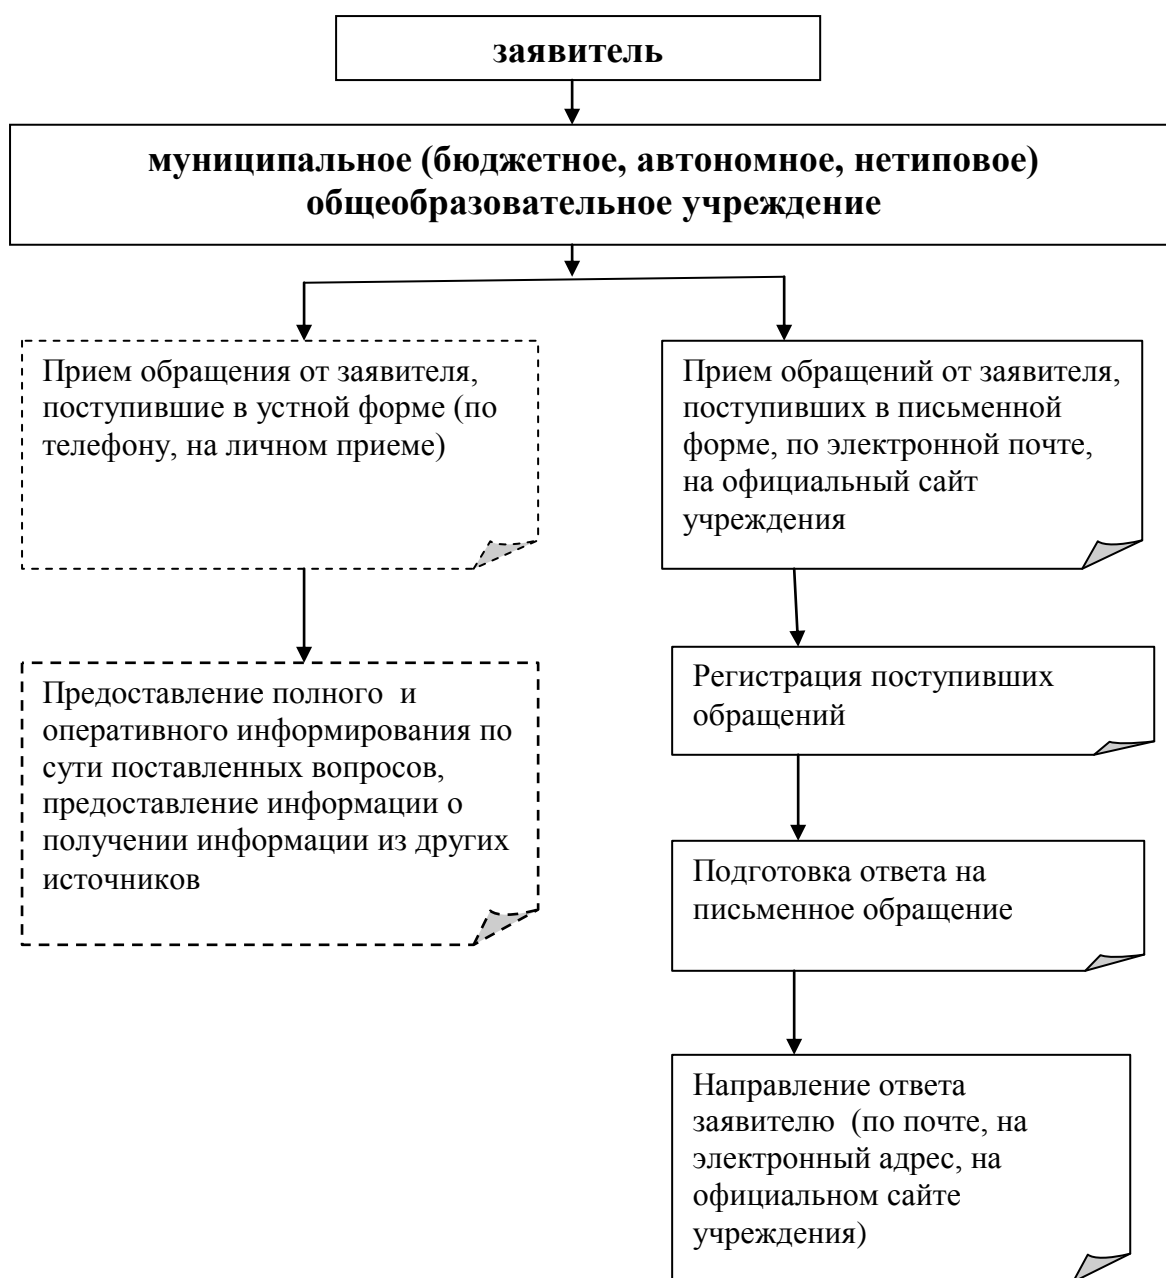 заявитель
муниципальное (бюджетное, автономное, нетиповое)
общеобразовательное учреждение
Прием обращения от заявителя,
поступившие в устной форме (по
телефону, на личном приеме)
Прием обращений от заявителя,
поступивших в письменной
форме, по электронной почте,
на официальный сайт
учреждения
Предоставление полного и
оперативного информирования по
сути поставленных вопросов,
предоставление информации о
получении информации из других
источников
Регистрация поступивших
обращений
Подготовка ответа на
письменное обращение
Направление ответа
заявителю (по почте, на
электронный адрес, на
официальном сайте
учреждения)